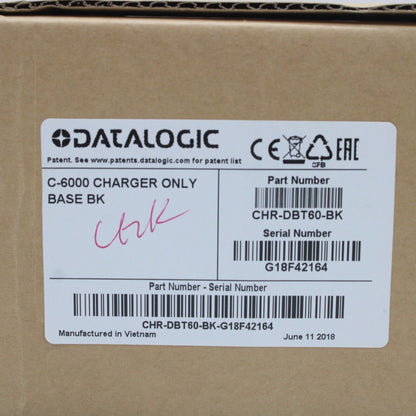 DATALOGIC
Patent. See www.patents.datalogic.com for patent list
CE
CFB
EAC
C-6000 CHARGER ONLY
BASE BK
Part Number
CHR-DBT60-BK
Serial Number
G18F42164
Part Number - Serial Number
CHR-DBT60-BK-G18F42164
Manufactured in Vietnam
June 11 2018